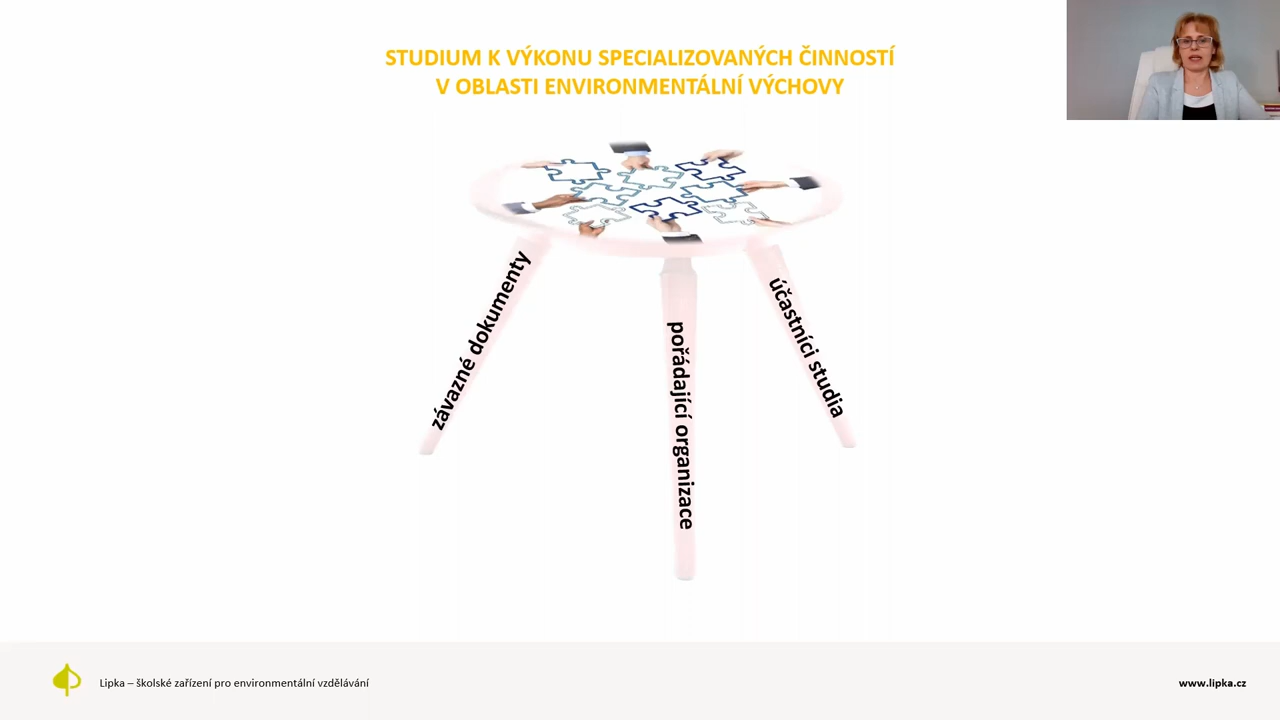 STUDIUM K VÝKONU SPECIALIZOVANÝCH ČINNOSTÍ
V OBLASTI ENVIRONMENTÁLNÍ VÝCHOVY
závazné dokumenty
pořádající organizace
účastníci studia
Lipka – školské zařízení pro environmentální vzdělávání
www.lipka.cz